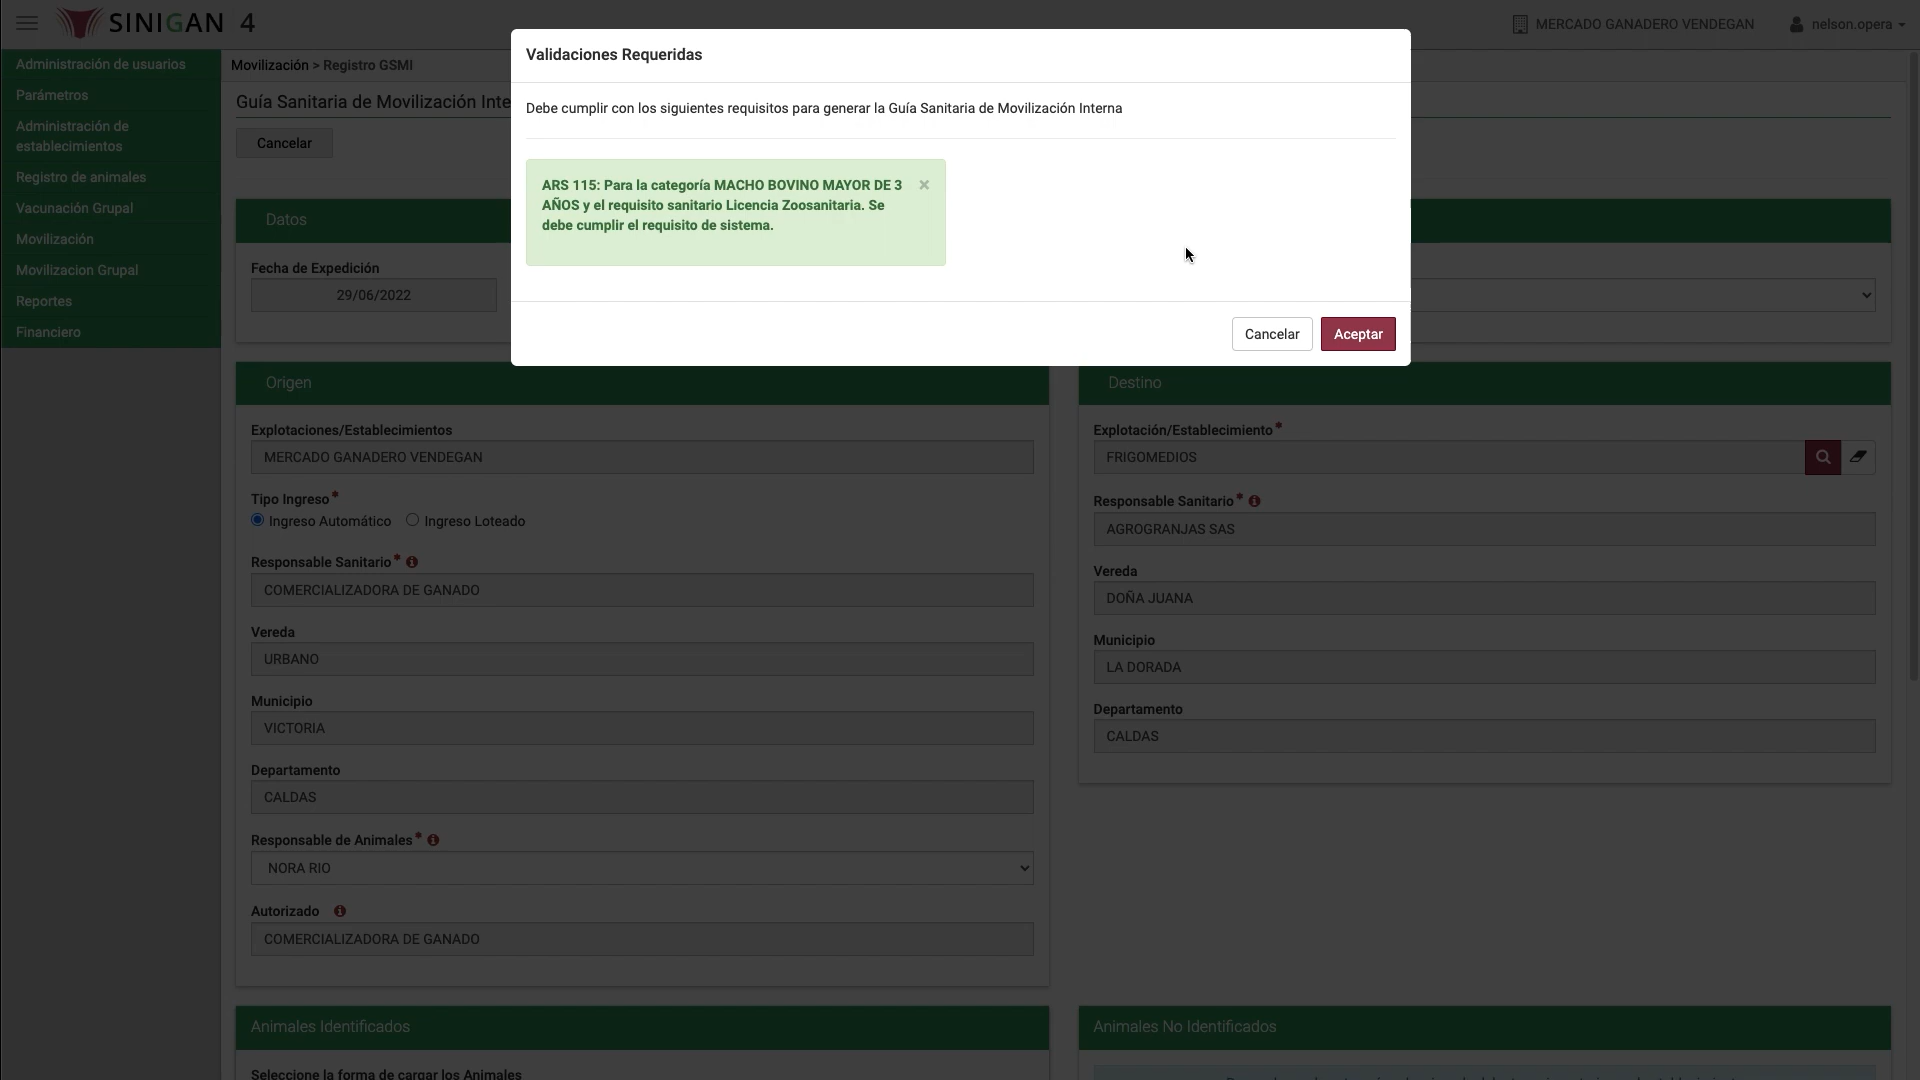 SINIGAN 4
MERCADO GANADERO VENDEGAN
nelson.opera
Administración de usuarios
Parámetros
Administración de
establecimientos
Registro de animales
Vacunación Grupal
Movilización
Movilizacion Grupal
Reportes
Financiero
Movilización > Registro GSMI
Guía Sanitaria de Movilización Inte
Cancelar
Validaciones Requeridas
Debe cumplir con los siguientes requisitos para generar la Guía Sanitaria de Movilización Interna
ARS 115: Para la categoría MACHO BOVINO MAYOR DE 3 ×
AÑOS y el requisito sanitario Licencia Zoosanitaria. Se
debe cumplir el requisito de sistema.
Cancelar Aceptar
Datos
Fecha de Expedición
29/06/2022
Origen
Explotaciones/Establecimientos
MERCADO GANADERO VENDEGAN
Tipo Ingreso*
Ingreso Automático Ingreso Loteado
Responsable Sanitario*
COMERCIALIZADORA DE GANADO
Vereda
URBANO
Municipio
VICTORIA
Departamento
CALDAS
Responsable de Animales*
NORA RIO
Autorizado
COMERCIALIZADORA DE GANADO
Destino
Explotación/Establecimiento*
FRIGOMEDIOS
Responsable Sanitario*
AGROGRANJAS SAS
Vereda
DOÑA JUANA
Municipio
LA DORADA
Departamento
CALDAS
Animales Identificados
Seleccione la forma de cargar los Animales
Animales No Identificados